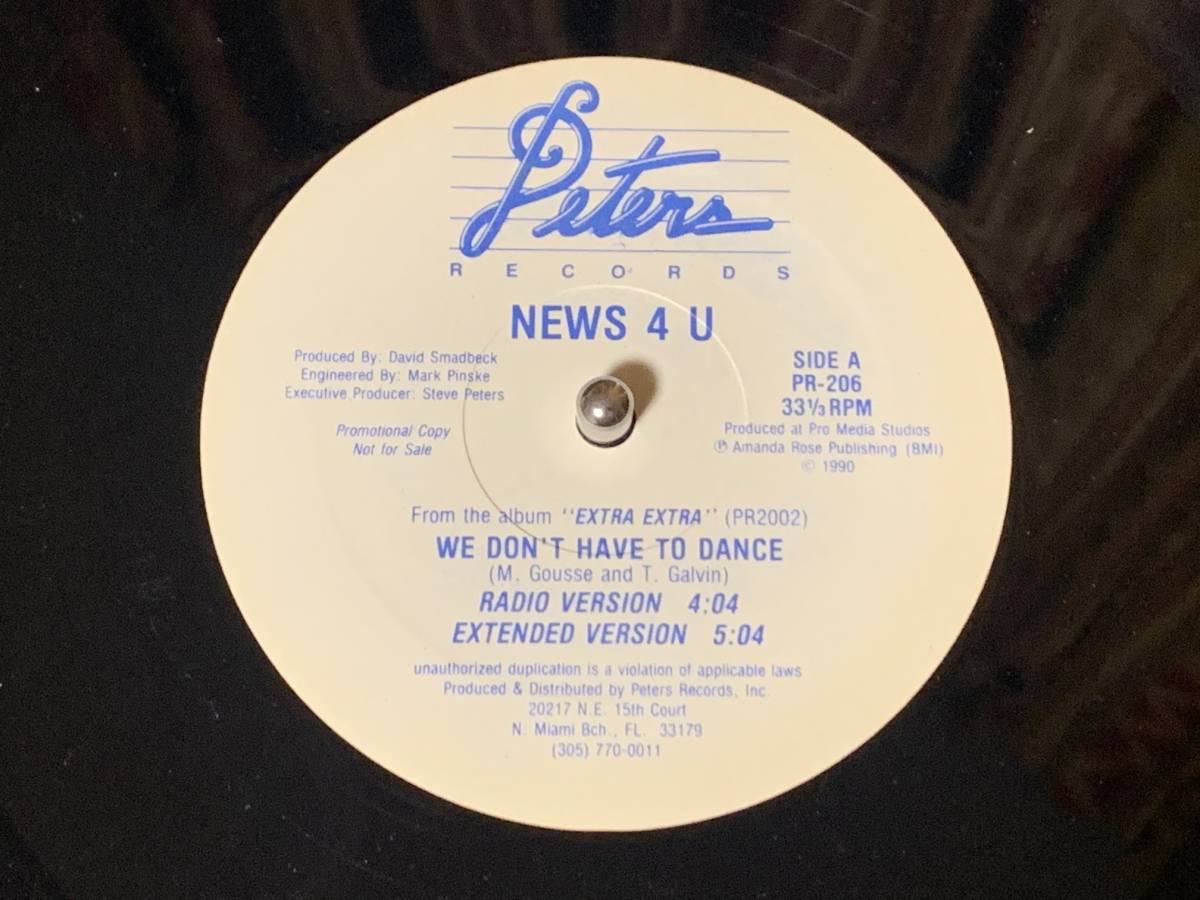 Peters
RECORDS
NEWS 4 U
Produced By: David Smadbeck
Engineered By: Mark Pinske
Executive Producer: Steve Peters
Promotional Copy
Not for Sale
SIDE A
PR-206
33 1/3 RPM
Produced at Pro Media Studios
℗ Amanda Rose Publishing (BMI)
© 1990
From the album "EXTRA EXTRA" (PR2002)
WE DON'T HAVE TO DANCE
(M. Gousse and T. Galvin)
RADIO VERSION 4:04
EXTENDED VERSION 5:04
unauthorized duplication is a violation of applicable laws
Produced & Distributed by Peters Records, Inc.
20217 N.E. 15th Court
N. Miami Bch., FL. 33179
(305) 770-0011